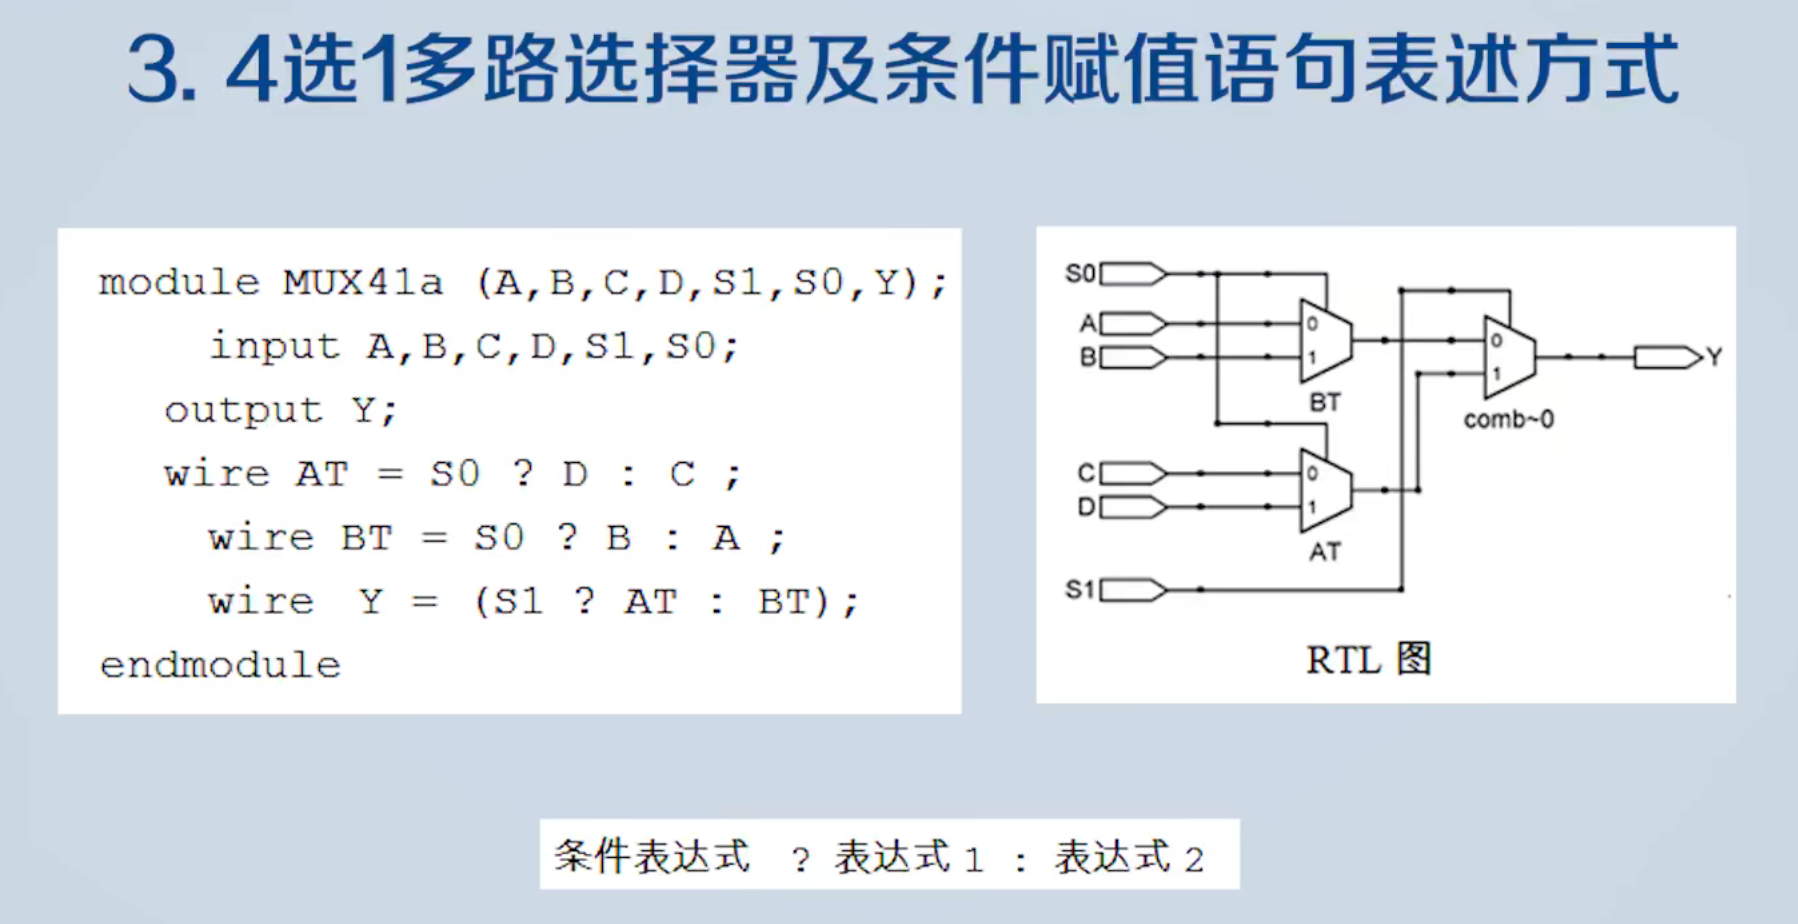 3. 4选1多路选择器及条件赋值语句表述方式
module MUX41a (A,B,C,D,S1,S0,Y);
input A,B,C,D,S1,S0;
output Y;
wire AT = S0 ? D : C ;
wire BT = S0 ? B : A ;
wire Y = (S1 ? AT : BT);
endmodule
S0
A
B
0
1
BT
C
D
0
1
AT
S1
0
1
comb~0
Y
RTL 图
条件表达式 ? 表达式 1 : 表达式 2